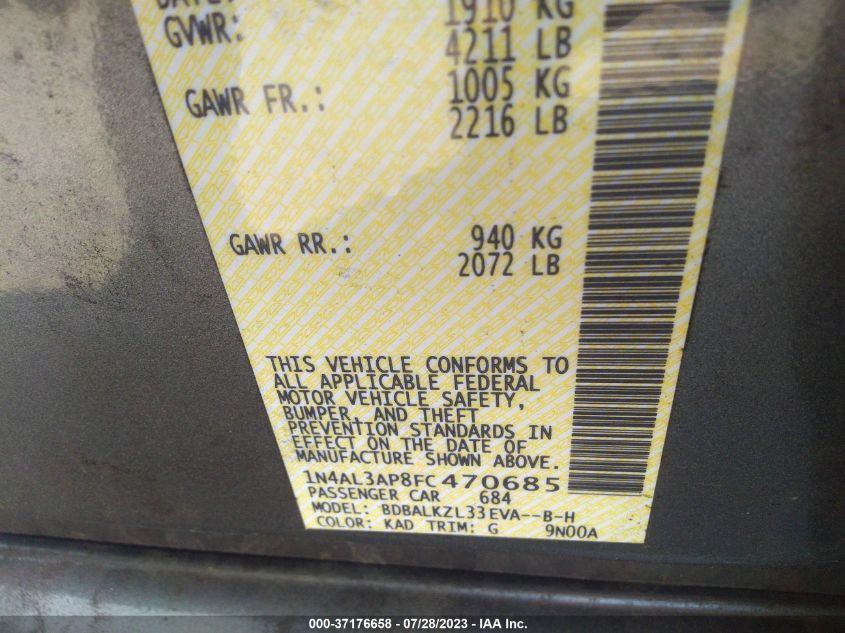 1910 KG
GVWR:
4211 LB
1005 KG
GAWR FR.:
2216 LB
GAWR RR.: 940 KG
2072 LB
THIS VEHICLE CONFORMS TO
ALL APPLICABLE FEDERAL
MOTOR VEHICLE SAFETY,
BUMPER, AND THEFT
PREVENTION STANDARDS IN
EFFECT ON THE DATE OF
MANUFACTURE SHOWN ABOVE.
1N4AL3AP8FC470685
PASSENGER CAR 684
MODEL: BDBALKZL33EVA--B-H
COLOR: KAD TRIM: G 9N00A
000-37176658 / 07/28/2023 - IAA Inc.